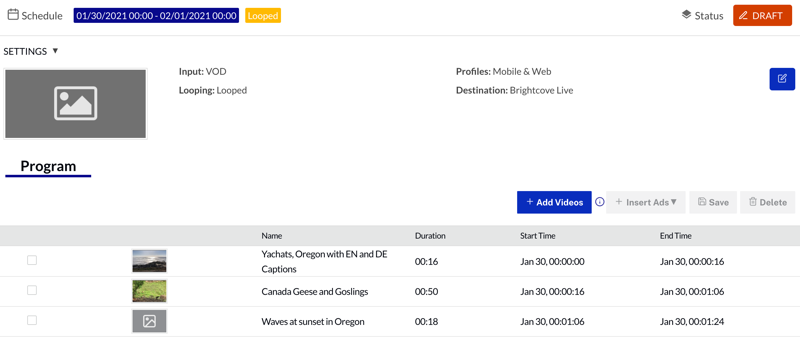 Schedule 01/30/2021 00:00 - 02/01/2021 00:00 Looped Status DRAFT
SETTINGS ▼
Input: VOD Profiles: Mobile & Web
Looping: Looped Destination: Brightcove Live
Program
+ Add Videos + Insert Ads▼ Save Delete
Name Duration Start Time End Time
Yachats, Oregon with EN and DE
Captions 00:16 Jan 30, 00:00:00 Jan 30, 00:00:16
Canada Geese and Goslings 00:50 Jan 30, 00:00:16 Jan 30, 00:01:06
Waves at sunset in Oregon 00:18 Jan 30, 00:01:06 Jan 30, 00:01:24